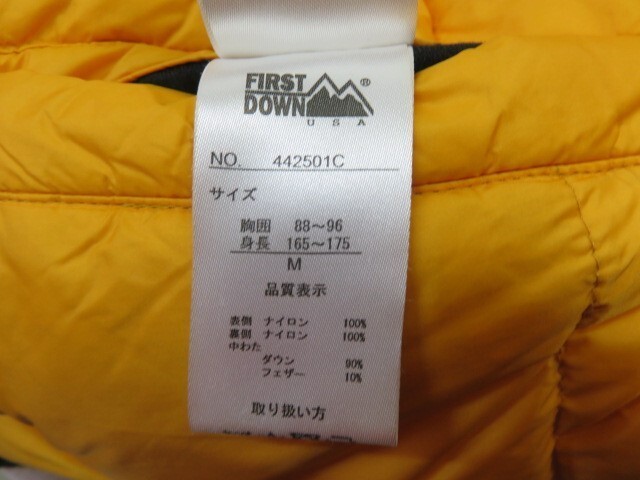 FIRST
DOWN®
USA
NO. 442501C
サイズ
胸囲 88〜96
身長 165〜175
M
品質表示
表側 ナイロン 100%
裏側 ナイロン 100%
中わた
ダウン 90%
フェザー 10%
取り扱い方